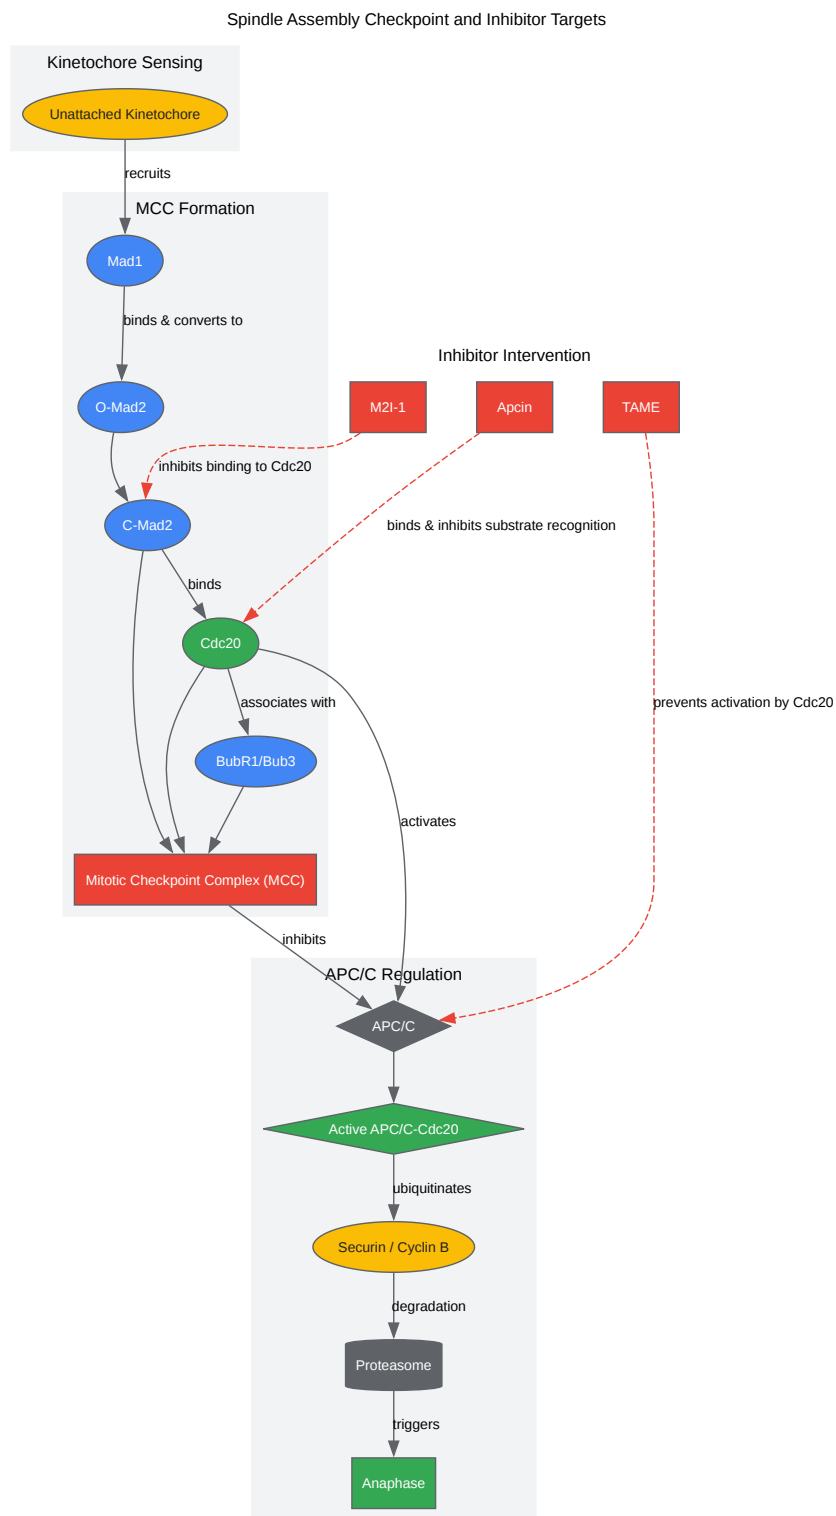 Spindle Assembly Checkpoint and Inhibitor Targets
Kinetochore Sensing
Unattached Kinetochore
recruits
MCC Formation
Mad1
binds & converts to
Inhibitor Intervention
O-Mad2
M2I-1
Apcin
TAME
inhibits binding to Cdc20
C-Mad2
binds & inhibits substrate recognition
binds
Cdc20
associates with
prevents activation by Cdc20
BubR1/Bub3
activates
Mitotic Checkpoint Complex (MCC)
inhibits
APC/C Regulation
APC/C
Active APC/C-Cdc20
ubiquitinates
Securin / Cyclin B
degradation
Proteasome
triggers
Anaphase